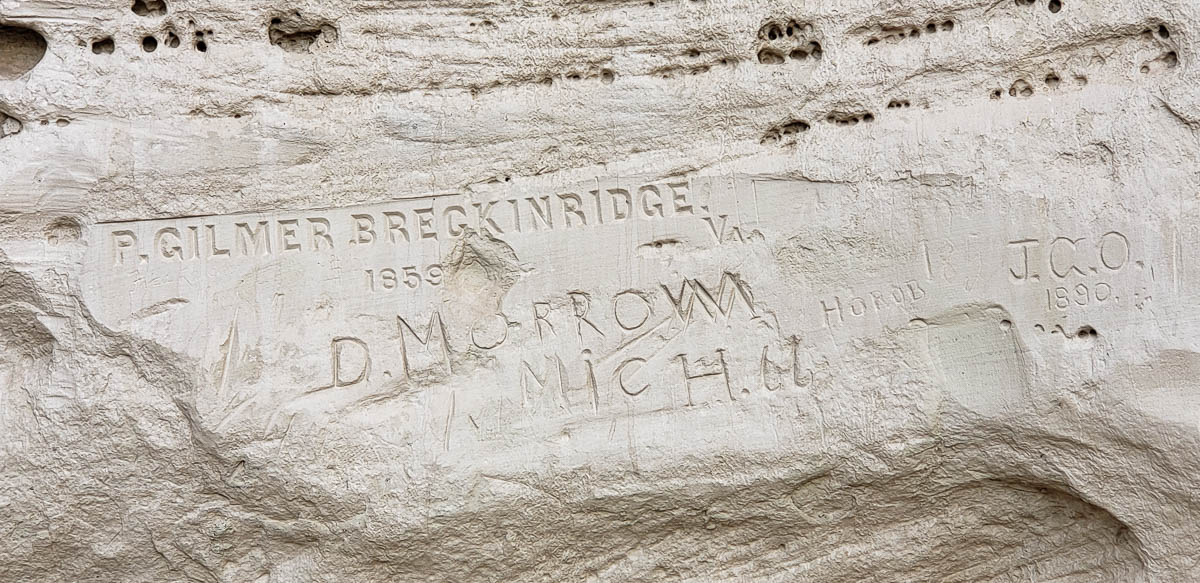 P. GILMER BRECKINRIDGE. Va.
1859
D. MORROW
MICH. U
HOROB
J.C.O.
1890.